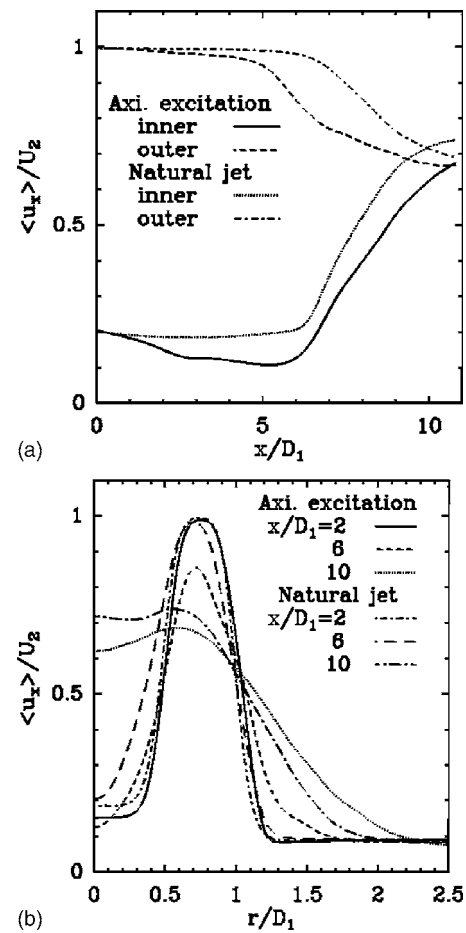 1
<u_x>/U_2
0.5
0
Axi. excitation
inner
outer
Natural jet
inner
outer
0 5 10
x/D_1
(a)
1
<u_x>/U_2
0.5
0
Axi. excitation
x/D_1=2
6
10
Natural jet
x/D_1=2
6
10
0 0.5 1 1.5 2 2.5
r/D_1
(b)